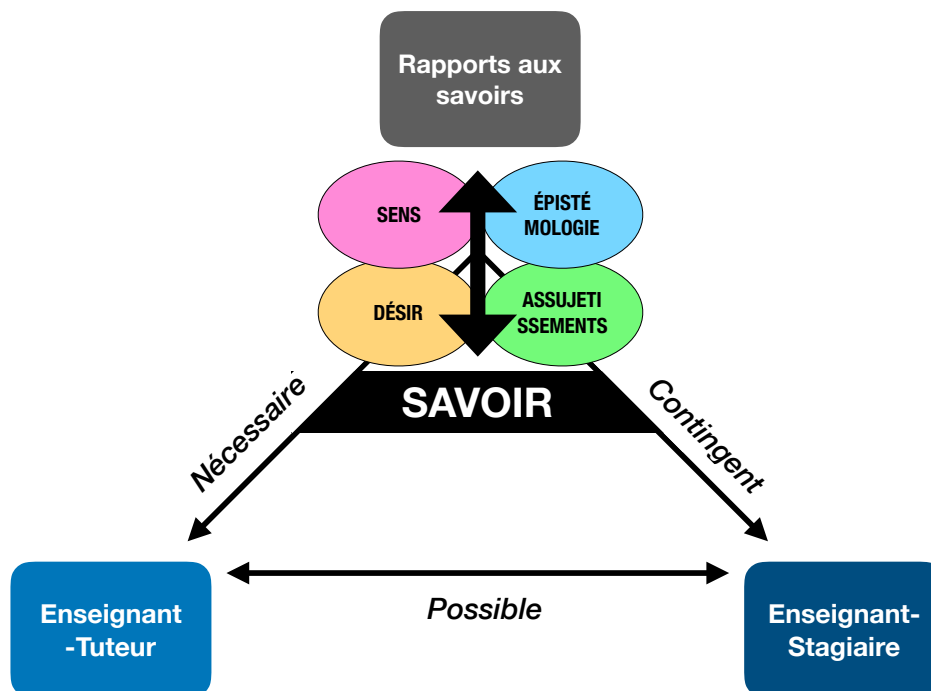 Rapports aux
savoirs
SENS
ÉPISTÉ
MOLOGIE
DÉSIR
ASSUJETI
SSEMENTS
SAVOIR
Nécessaire
Contingent
Possible
Enseignant
-Tuteur
Enseignant-
Stagiaire